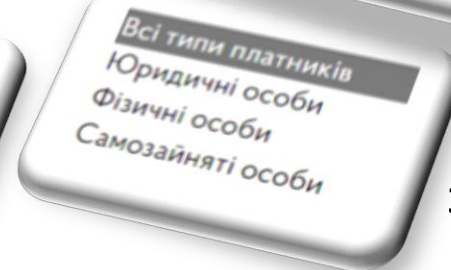 Всі типи платників
Юридичні особи
Фізичні особи
Самозайняті особи